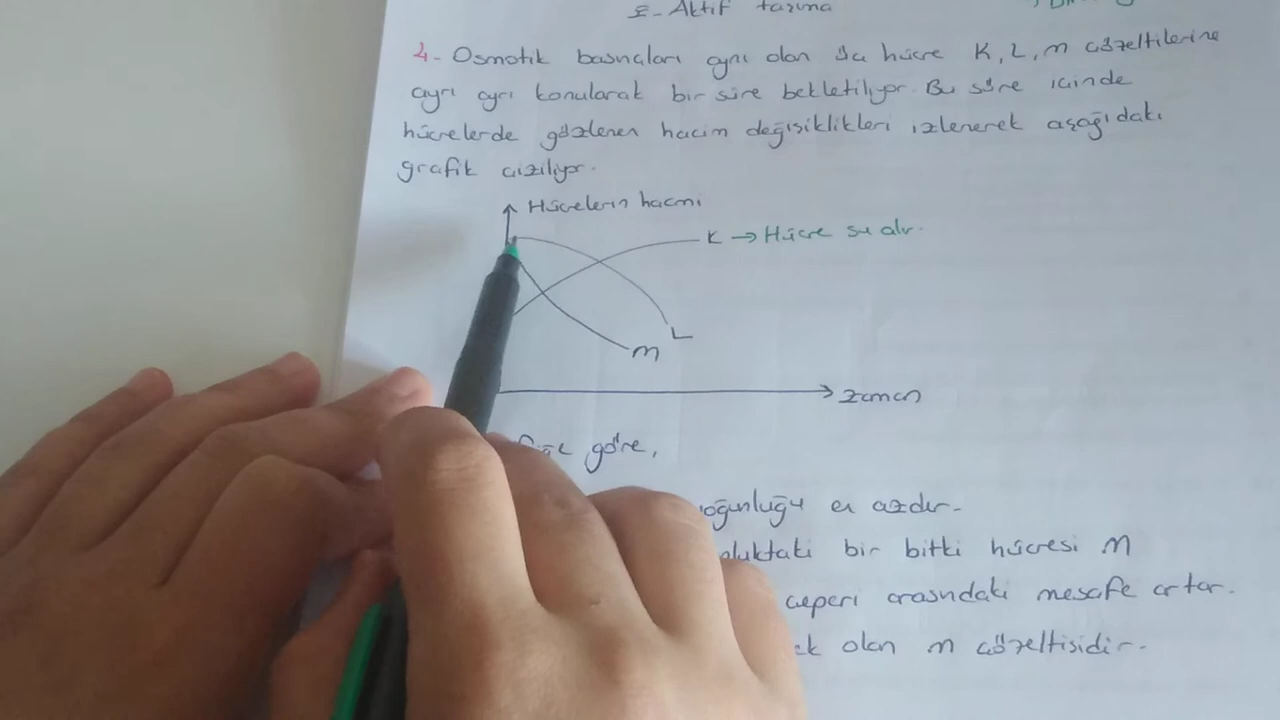 E- Aktif taşıma
4- Osmotik basınçları aynı olan üç hücre K, L, M çözeltilerine
ayrı ayrı konularak bir süre bekletiliyor. Bu süre içinde
hücrelerde gözlenen hacim değişiklikleri izlenerek aşağıdaki
grafik çiziliyor.
Hücrelerin hacmi
K → Hücre su alır.
L
M
zaman
göre,
en azdır.
bir bitki hücresi M
çeperi arasındaki mesafe artar.
olan M çözeltisidir.